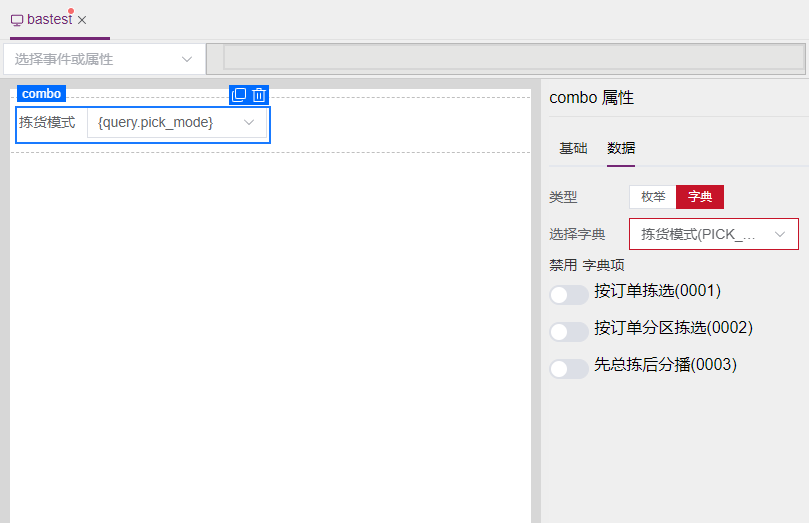 bastest
选择事件或属性
combo
拣货模式 {query.pick_mode}
combo 属性
基础 数据
类型 枚举 字典
选择字典 拣货模式(PICK_...
禁用 字典项
按订单拣选(0001)
按订单分区拣选(0002)
先总拣后分播(0003)